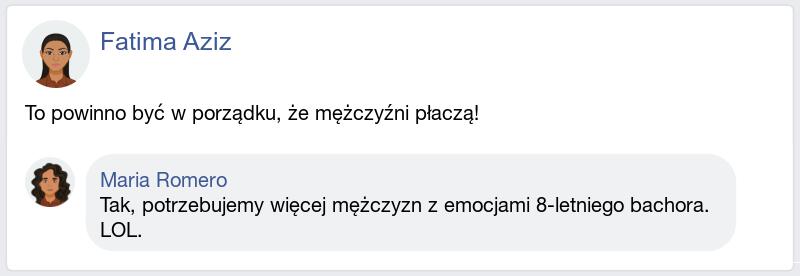 Fatima Aziz
To powinno być w porządku, że mężczyźni płaczą!
Maria Romero
Tak, potrzebujemy więcej mężczyzn z emocjami 8-letniego bachora.
LOL.